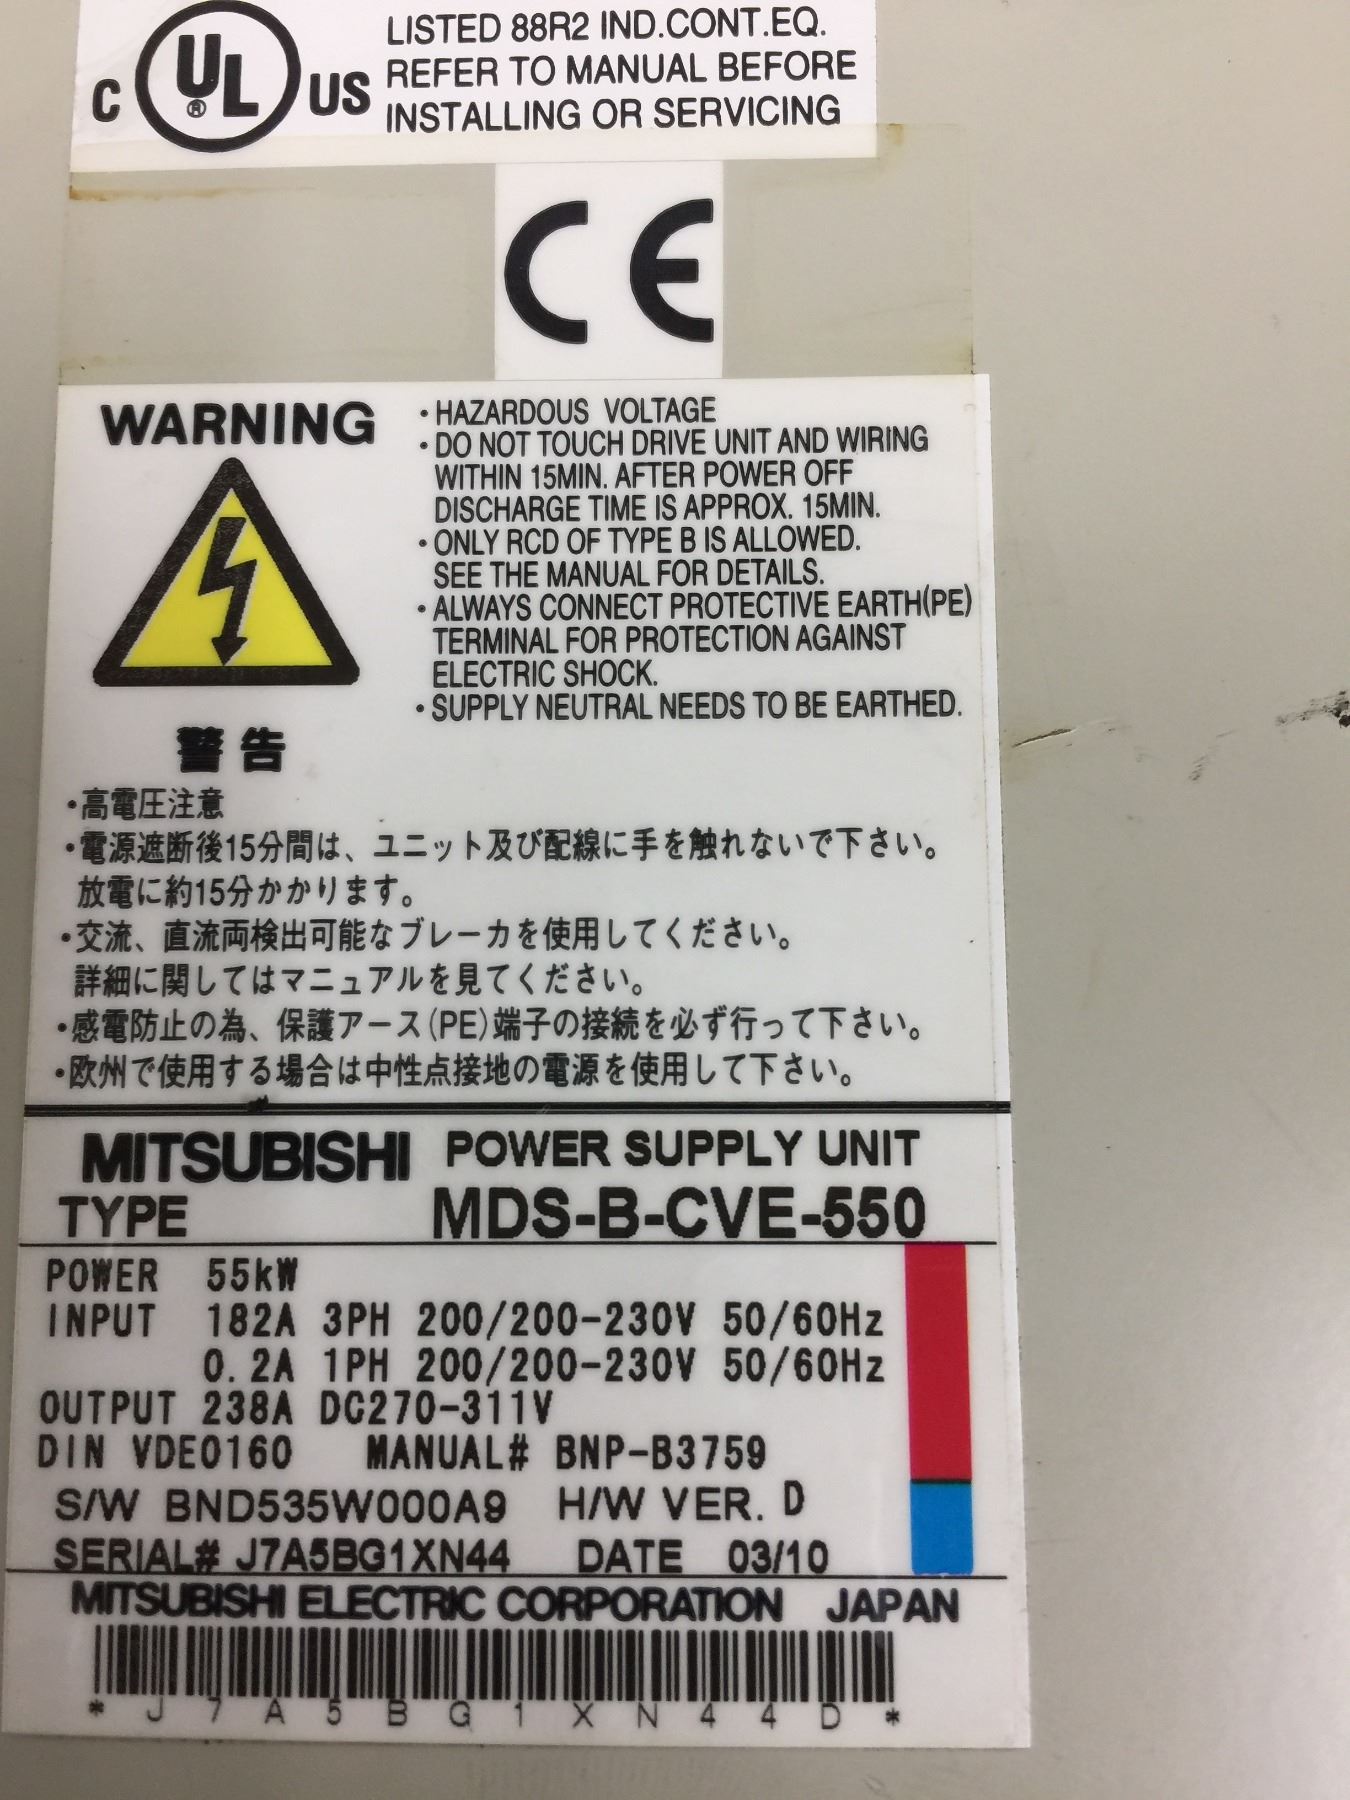 C UL® US
LISTED 88R2 IND.CONT.EQ.
REFER TO MANUAL BEFORE
INSTALLING OR SERVICING
CE
WARNING
・HAZARDOUS VOLTAGE
・DO NOT TOUCH DRIVE UNIT AND WIRING
WITHIN 15MIN. AFTER POWER OFF
DISCHARGE TIME IS APPROX. 15MIN.
・ONLY RCD OF TYPE B IS ALLOWED.
SEE THE MANUAL FOR DETAILS.
・ALWAYS CONNECT PROTECTIVE EARTH(PE)
TERMINAL FOR PROTECTION AGAINST
ELECTRIC SHOCK.
・SUPPLY NEUTRAL NEEDS TO BE EARTHED.
警告
・高電圧注意
・電源遮断後15分間は、ユニット及び配線に手を触れないで下さい。
放電に約15分かかります。
・交流、直流両検出可能なブレーカを使用してください。
詳細に関してはマニュアルを見てください。
・感電防止の為、保護アース(PE)端子の接続を必ず行って下さい。
・欧州で使用する場合は中性点接地の電源を使用して下さい。
MITSUBISHI POWER SUPPLY UNIT
TYPE MDS-B-CVE-550
POWER 55kW
INPUT 182A 3PH 200/200-230V 50/60Hz
0.2A 1PH 200/200-230V 50/60Hz
OUTPUT 238A DC270-311V
DIN VDE0160 MANUAL# BNP-B3759
S/W BND535W000A9 H/W VER. D
SERIAL# J7A5BG1XN44 DATE 03/10
MITSUBISHI ELECTRIC CORPORATION JAPAN
* J 7 A 5 B G 1 X N 4 4 D *